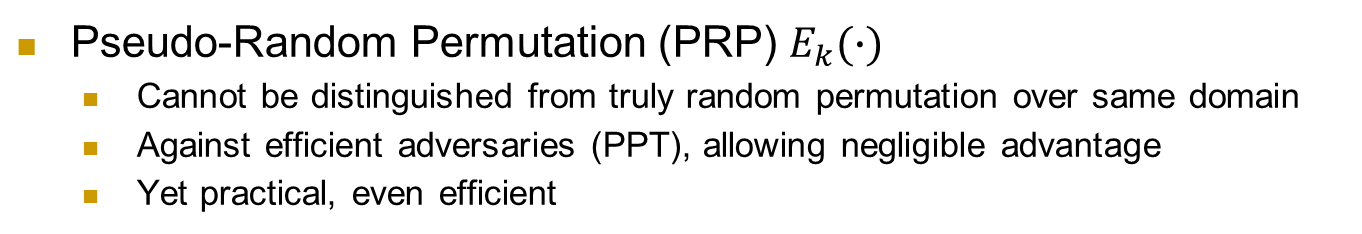 Pseudo-Random Permutation (PRP) 𝐸𝑘(·)
Cannot be distinguished from truly random permutation over same domain
Against efficient adversaries (PPT), allowing negligible advantage
Yet practical, even efficient